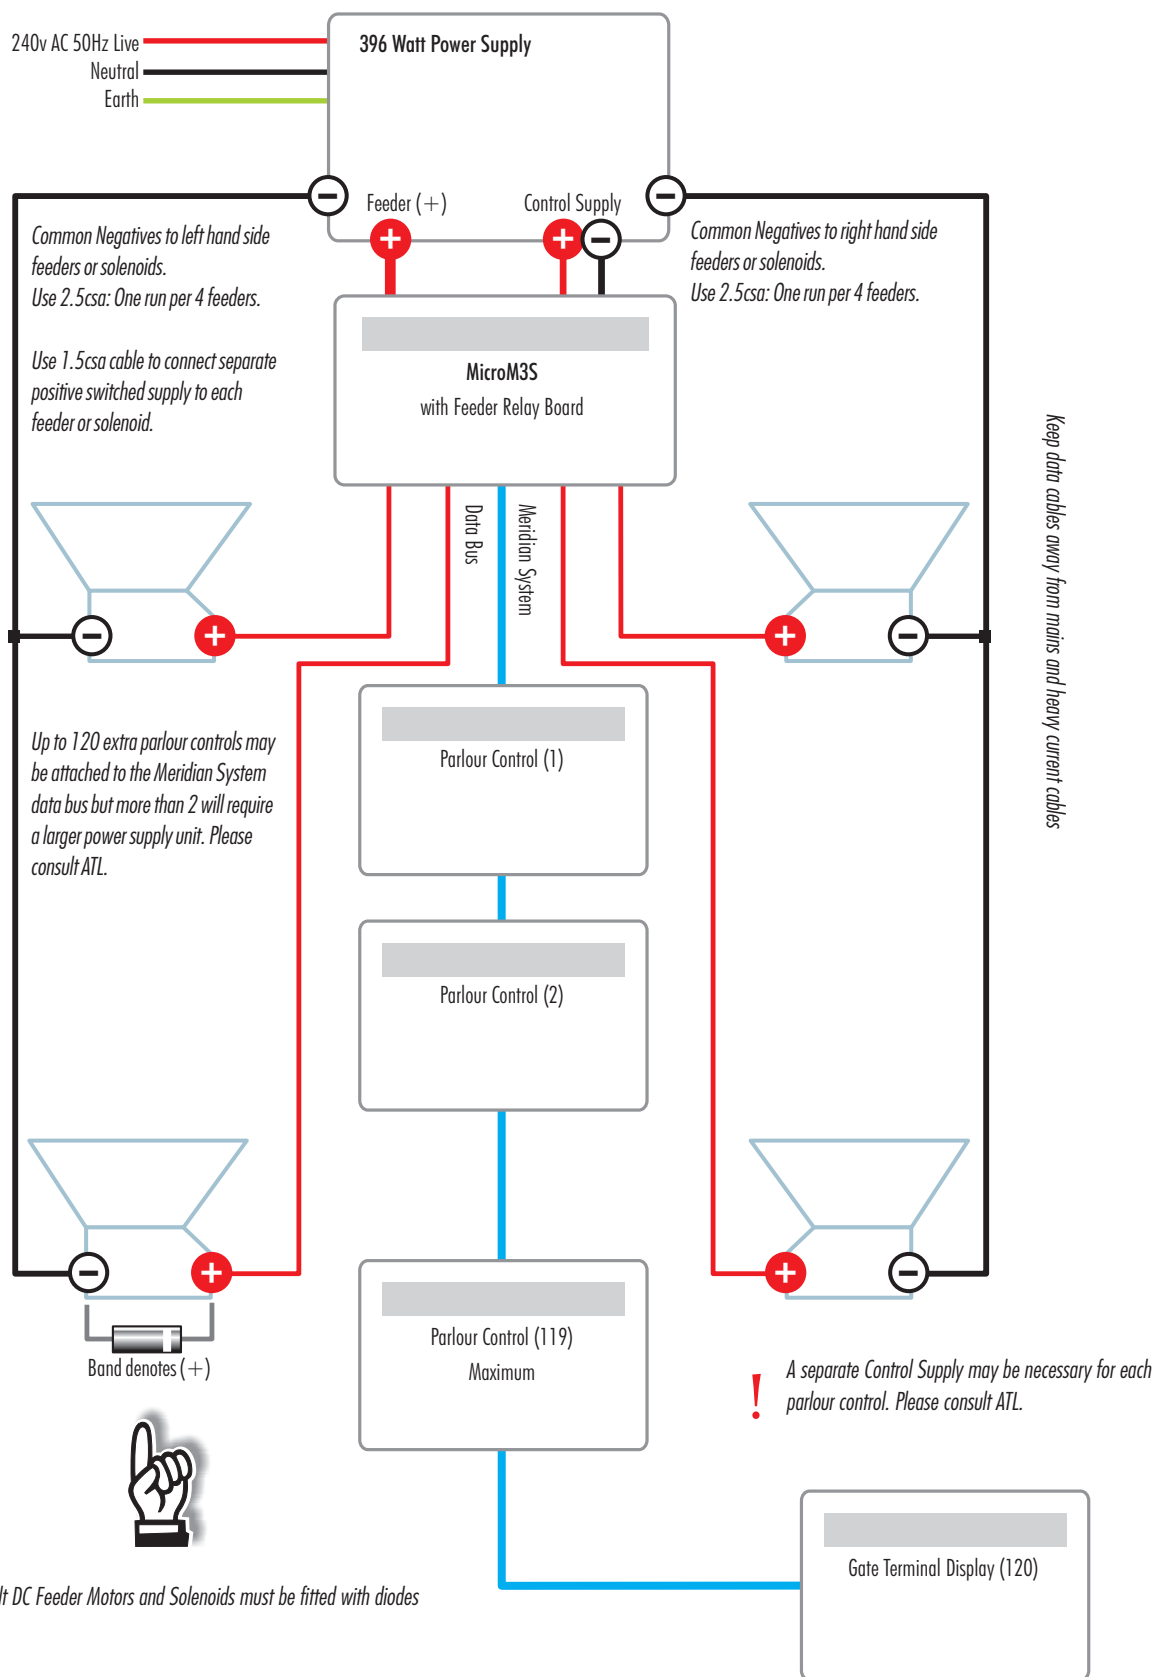 240v AC 50Hz Live
Neutral
Earth
396 Watt Power Supply
Feeder (+)
Control Supply
Common Negatives to left hand side
feeders or solenoids.
Use 2.5csa: One run per 4 feeders.
Use 1.5csa cable to connect separate
positive switched supply to each
feeder or solenoid.
Common Negatives to right hand side
feeders or solenoids.
Use 2.5csa: One run per 4 feeders.
MicroM3S
with Feeder Relay Board
Meridian System
Data Bus
Keep data cables away from mains and heavy current cables
Parlour Control (1)
Up to 120 extra parlour controls may
be attached to the Meridian System
data bus but more than 2 will require
a larger power supply unit. Please
consult ATL.
Parlour Control (2)
Parlour Control (119)
Maximum
Band denotes (+)
! A separate Control Supply may be necessary for each
parlour control. Please consult ATL.
Gate Terminal Display (120)
lt DC Feeder Motors and Solenoids must be fitted with diodes